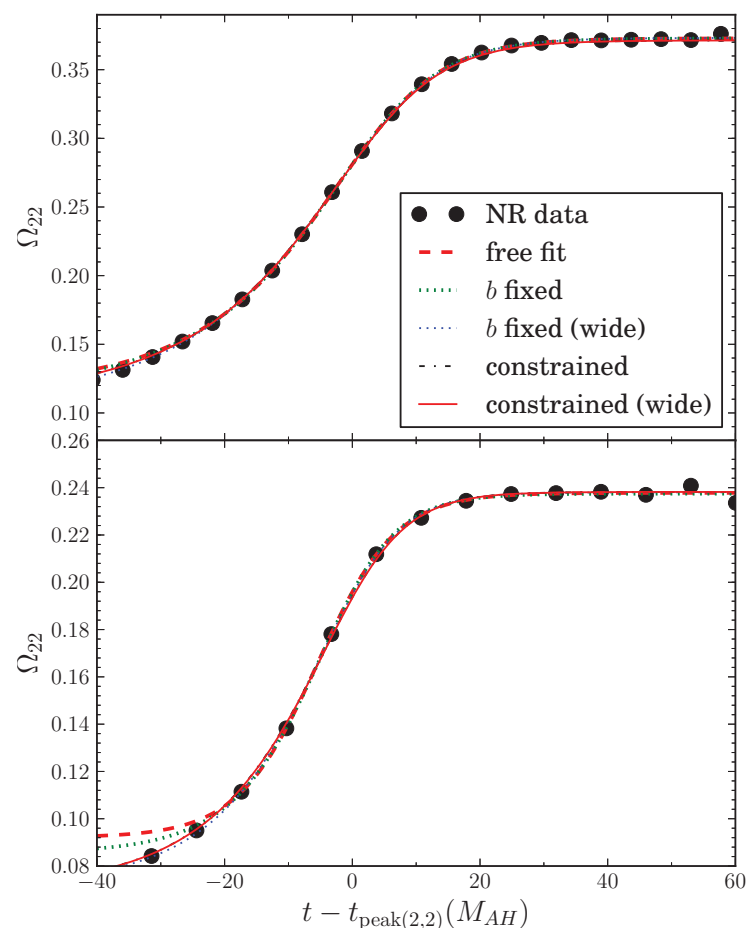 0.35
0.30
0.25
0.20
0.15
0.10
Ω₂₂
NR data
free fit
b fixed
b fixed (wide)
constrained
constrained (wide)
0.26
0.24
0.22
0.20
0.18
0.16
0.14
0.12
0.10
0.08
Ω₂₂
−40
−20
0
20
40
60
t − t_peak(2,2)(M_AH)